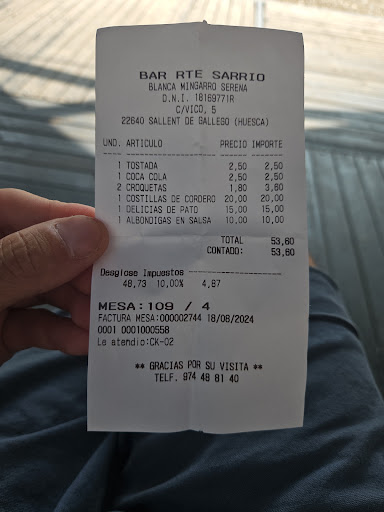 BAR RTE SARRIO
BLANCA MINGARRO SERENA
D.N.I. 18169771R
C/VICO, 5
22640 SALLENT DE GALLEGO (HUESCA)
UND. ARTICULO PRECIO IMPORTE
1 TOSTADA 2,50 2,50
1 COCA COLA 2,50 2,50
2 CROQUETAS 1,80 3,60
1 COSTILLAS DE CORDERO 20,00 20,00
1 DELICIAS DE PATO 15,00 15,00
1 ALBONDIGAS EN SALSA 10,00 10,00
TOTAL 53,60
CONTADO: 53,60
Desglose Impuestos ------------------
48,73 10,00% 4,87
MESA:109 / 4
FACTURA MESA:000002744 18/08/2024
0001 0001000558
Le atendio:CK-02
** GRACIAS POR SU VISITA **
TELF. 974 48 81 40